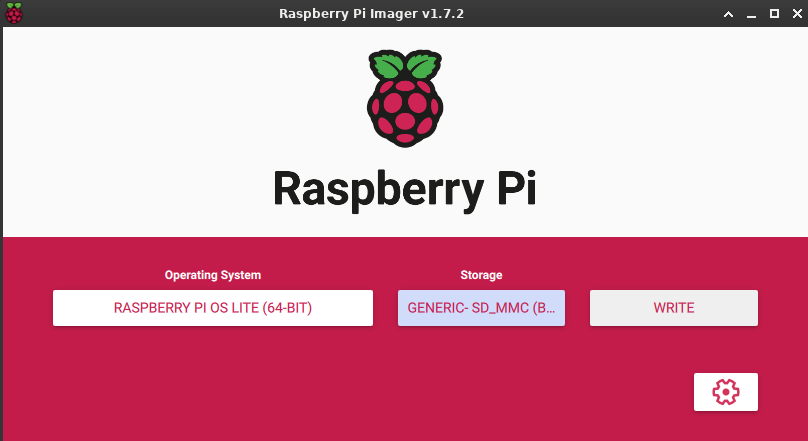 Raspberry Pi Imager v1.7.2
Raspberry Pi
Operating System
Storage
RASPBERRY PI OS LITE (64-BIT)
GENERIC- SD_MMC (B...
WRITE